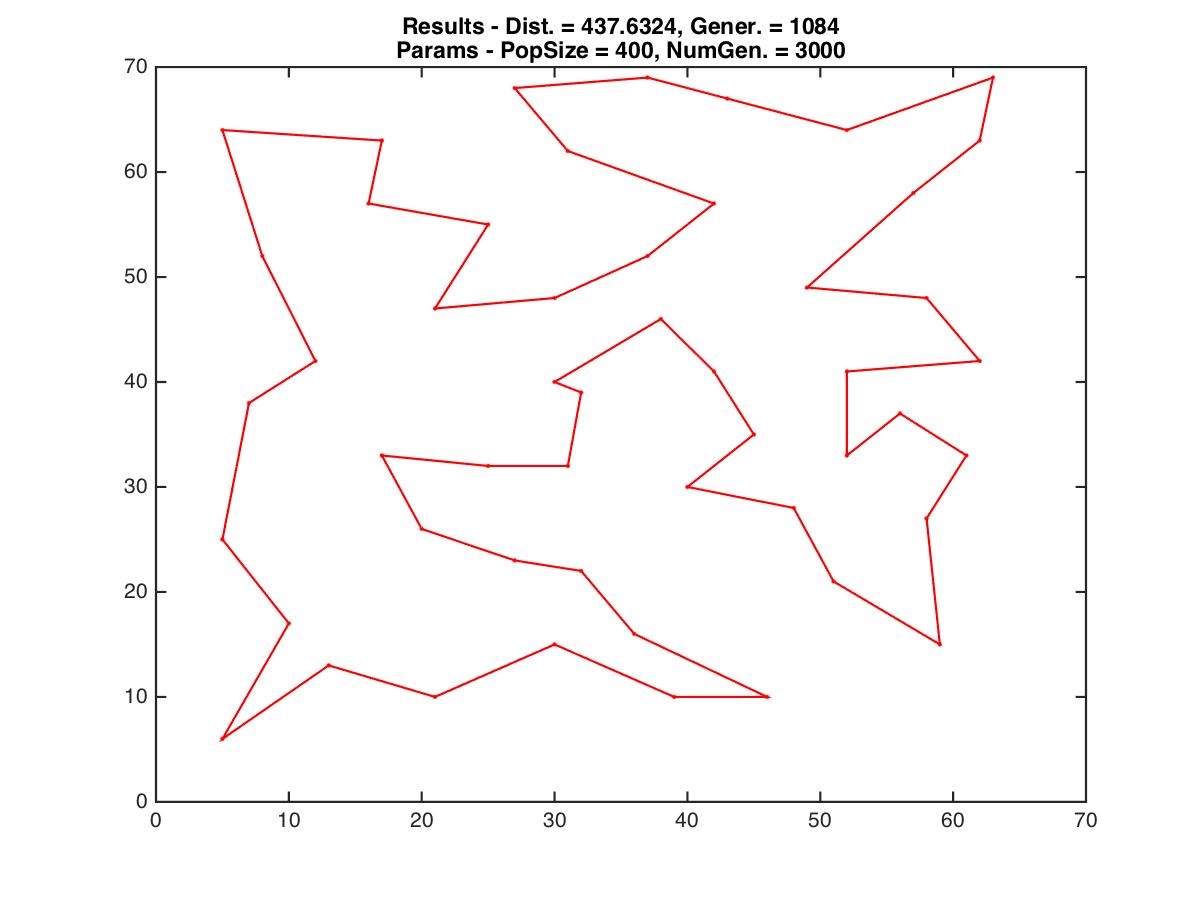 Results - Dist. = 437.6324, Gener. = 1084
Params - PopSize = 400, NumGen. = 3000
70
60
50
40
30
20
10
0
0 10 20 30 40 50 60 70